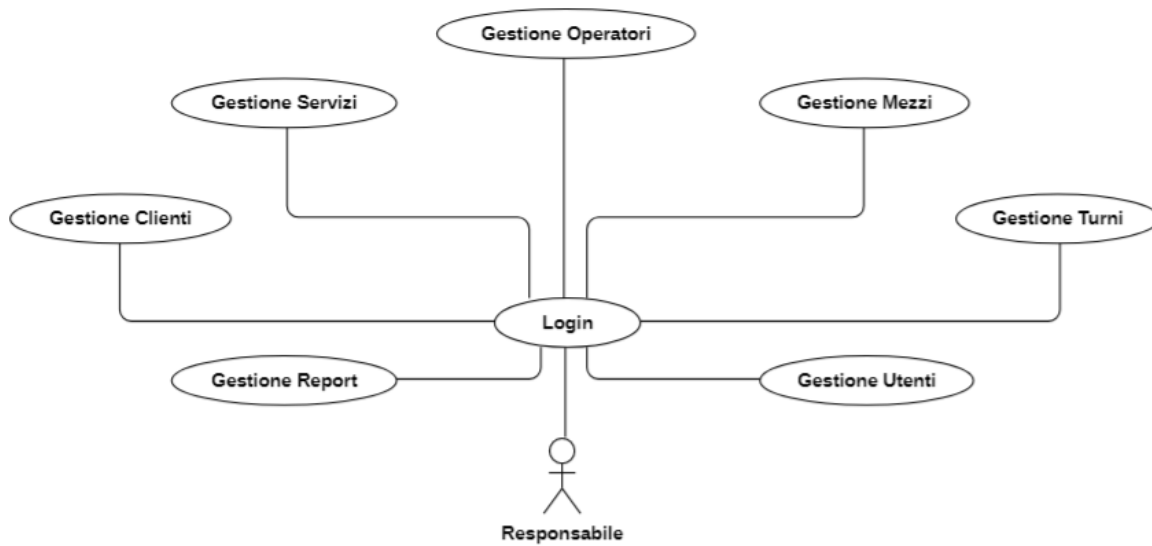 Gestione Operatori
Gestione Servizi
Gestione Mezzi
Gestione Clienti
Gestione Turni
Login
Gestione Report
Gestione Utenti
Responsabile